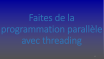 Faites de la
programmation parallèle
avec threading